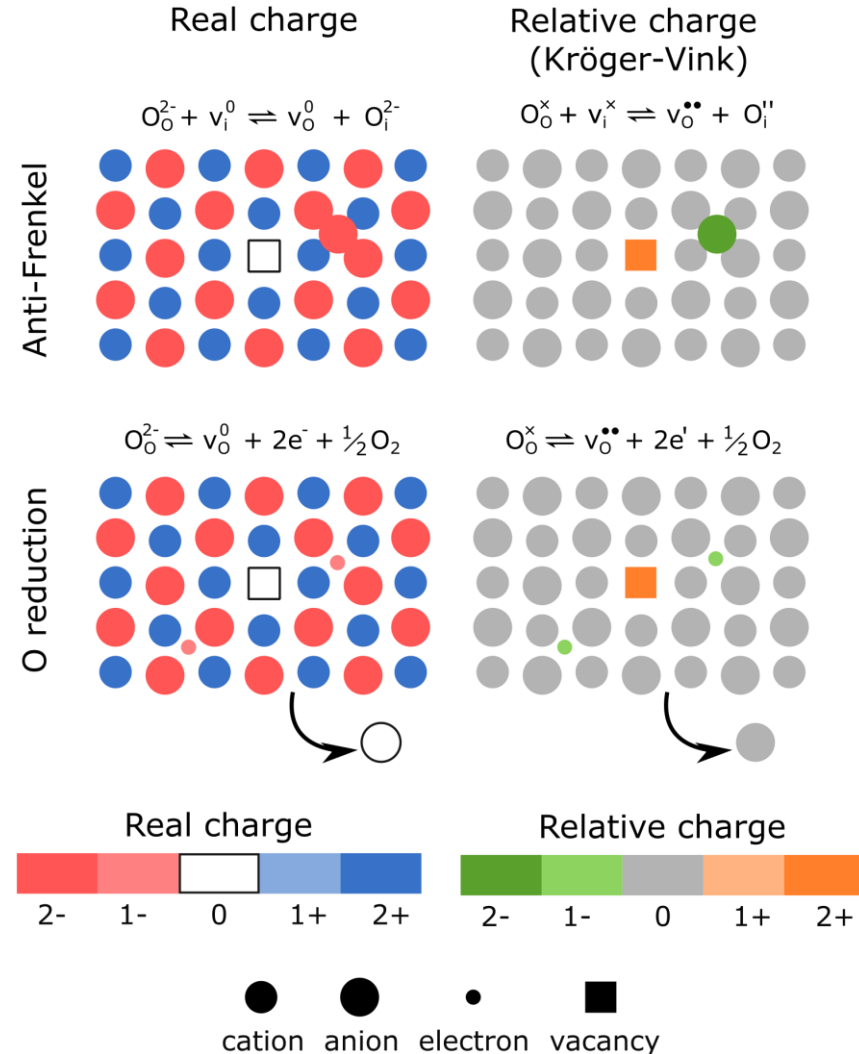 Real charge
Relative charge
(Kröger-Vink)
Anti-Frenkel
O_O^{2-} + v_i^0 ⇌ v_O^0 + O_i^{2-}
O_O^× + v_i^× ⇌ v_O^{••} + O_i^{''}
O reduction
O_O^{2-} ⇌ v_O^0 + 2e^- + ½O_2
O_O^× ⇌ v_O^{••} + 2e' + ½O_2
Real charge
2- 1- 0 1+ 2+
Relative charge
2- 1- 0 1+ 2+
cation anion electron vacancy